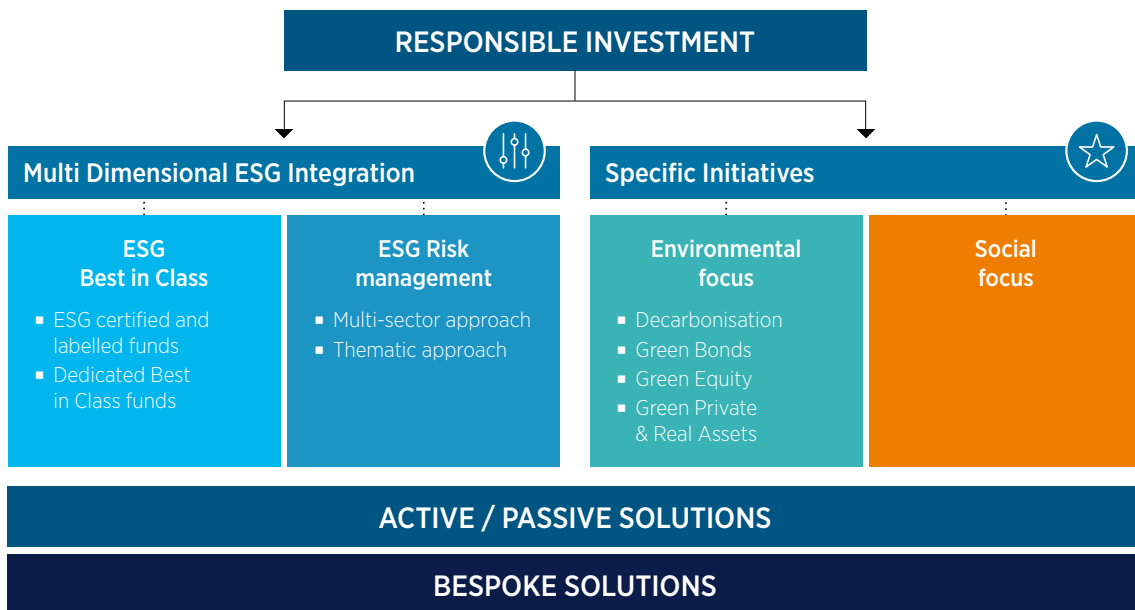 RESPONSIBLE INVESTMENT
Multi Dimensional ESG Integration
ESG
Best in Class
▪ ESG certified and
labelled funds
▪ Dedicated Best
in Class funds
ESG Risk
management
▪ Multi-sector approach
▪ Thematic approach
Specific Initiatives
Environmental
focus
▪ Decarbonisation
▪ Green Bonds
▪ Green Equity
▪ Green Private
& Real Assets
Social
focus
ACTIVE / PASSIVE SOLUTIONS
BESPOKE SOLUTIONS